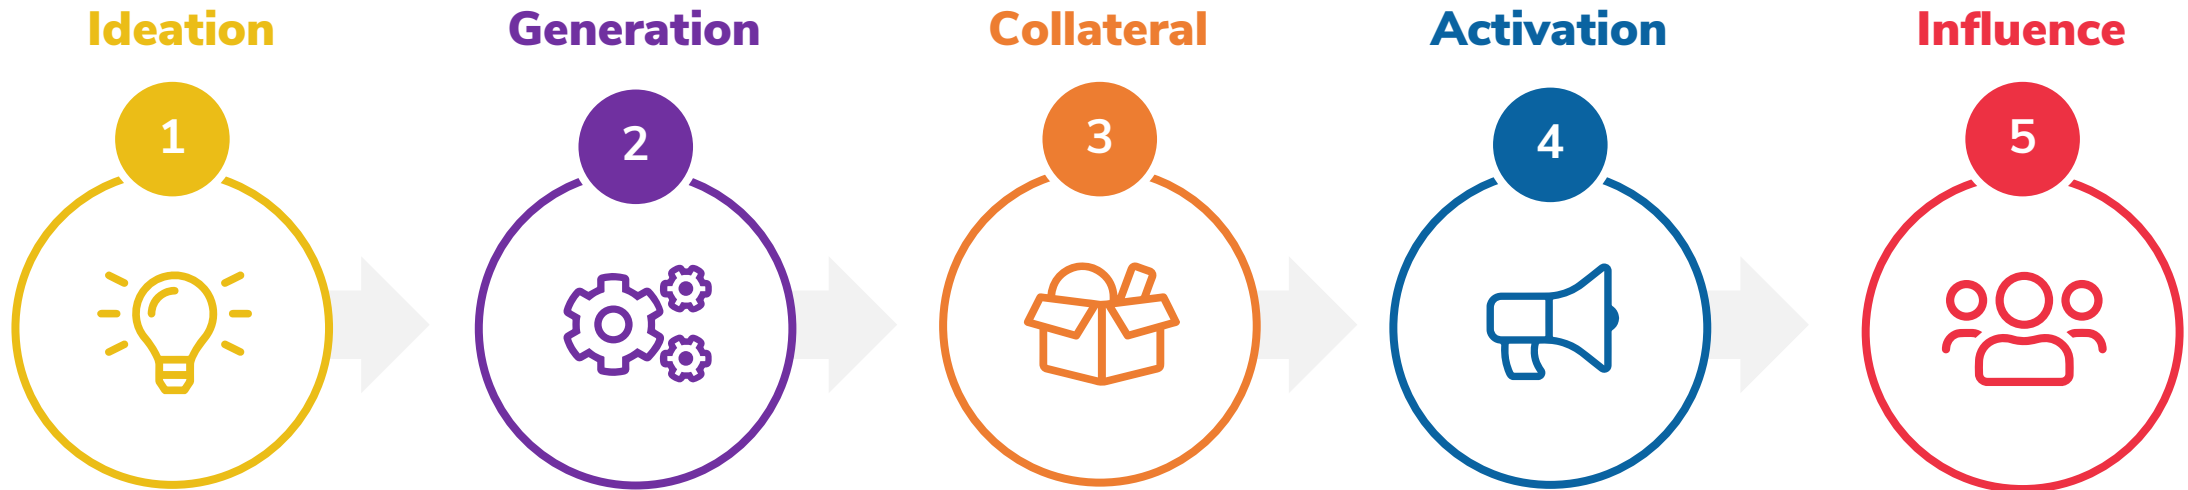 Ideation
Generation
Collateral
Activation
Influence
1
2
3
4
5